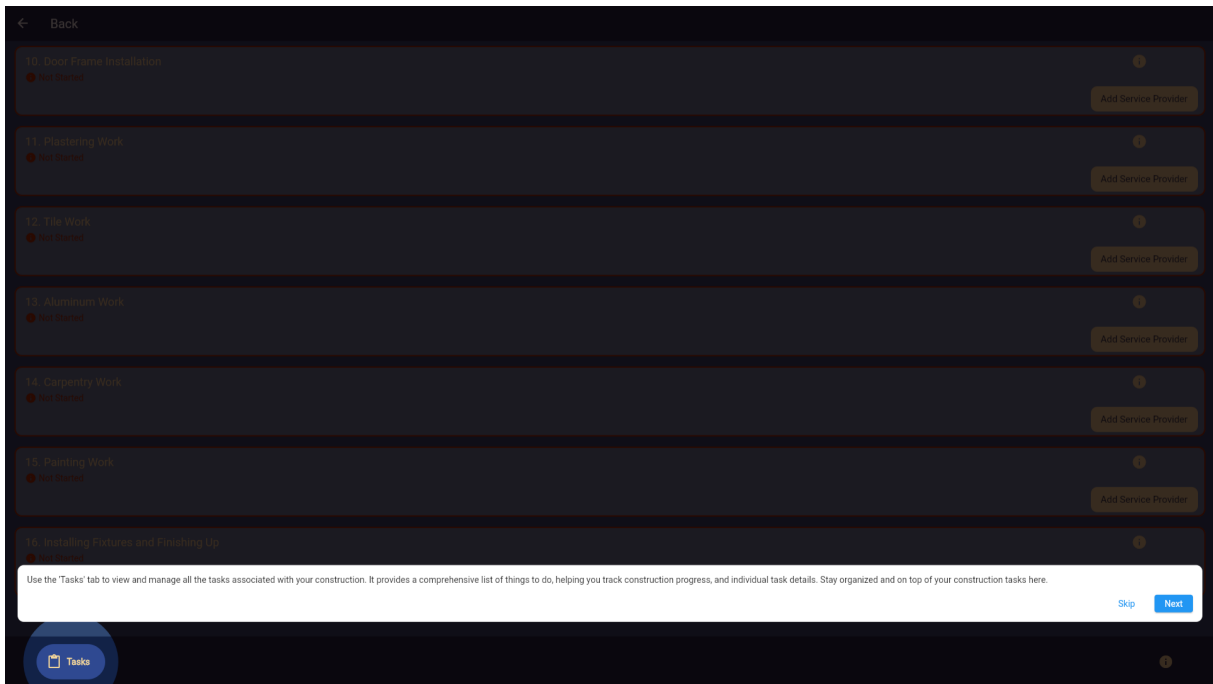 Back
10. Door Frame Installation
Not Started
Add Service Provider
11. Plastering Work
Not Started
Add Service Provider
12. Tile Work
Not Started
Add Service Provider
13. Aluminum Work
Not Started
Add Service Provider
14. Carpentry Work
Not Started
Add Service Provider
15. Painting Work
Not Started
Add Service Provider
16. Installing Fixtures and Finishing Up
Not Started
Use the 'Tasks' tab to view and manage all the tasks associated with your construction. It provides a comprehensive list of things to do, helping you track construction progress, and individual task details. Stay organized and on top of your construction tasks here.
Skip
Next
Tasks